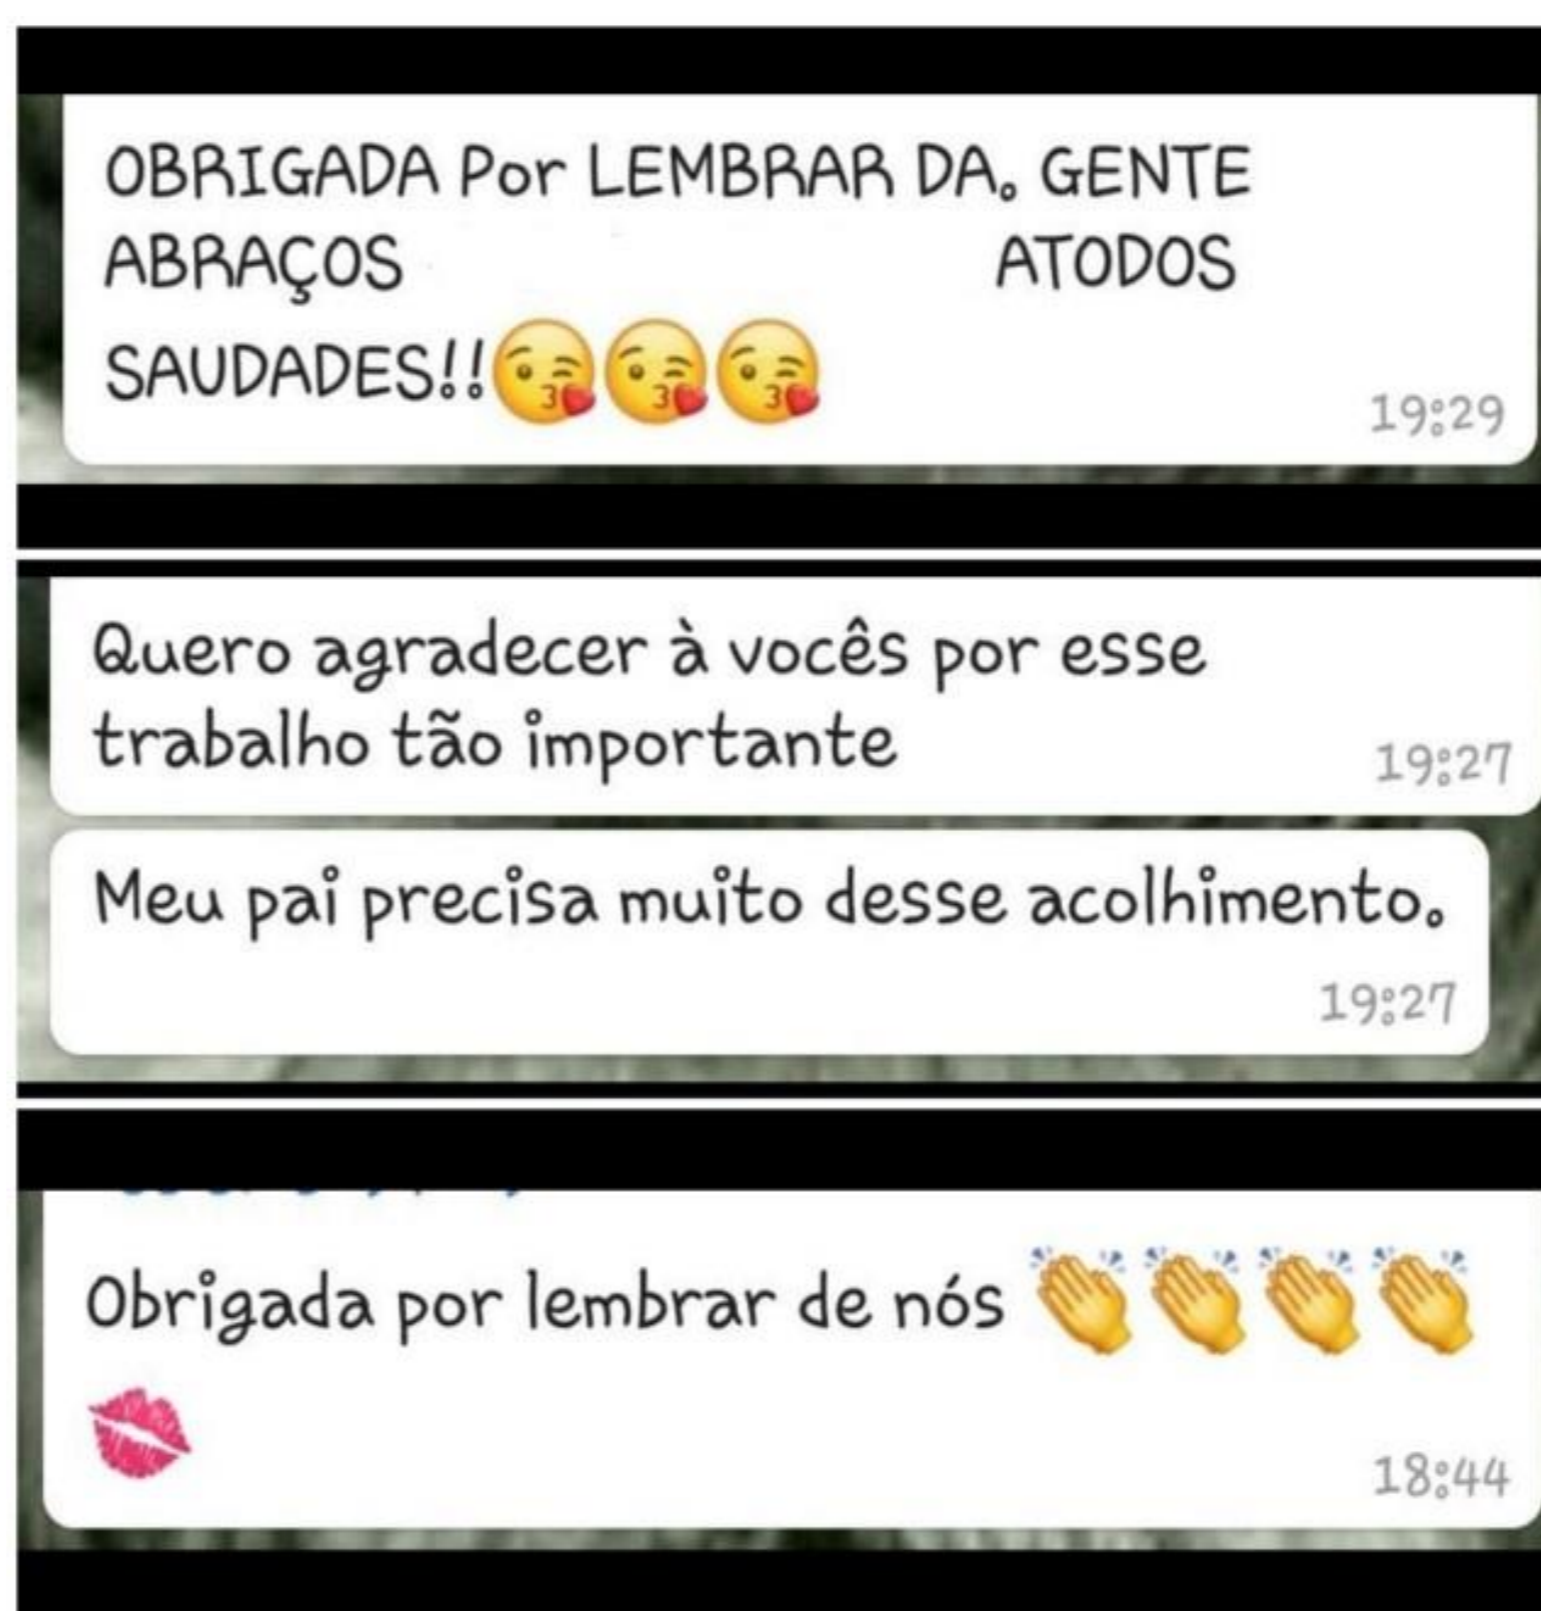 OBRIGADA Por LEMBRAR DA. GENTE
ABRAÇOS ATODOS
SAUDADES!!😘😘😘
19:29
Quero agradecer à vocês por esse
trabalho tão importante
19:27
Meu pai precisa muito desse acolhimento.
19:27
Obrigada por lembrar de nós 👏👏👏👏
💋
18:44